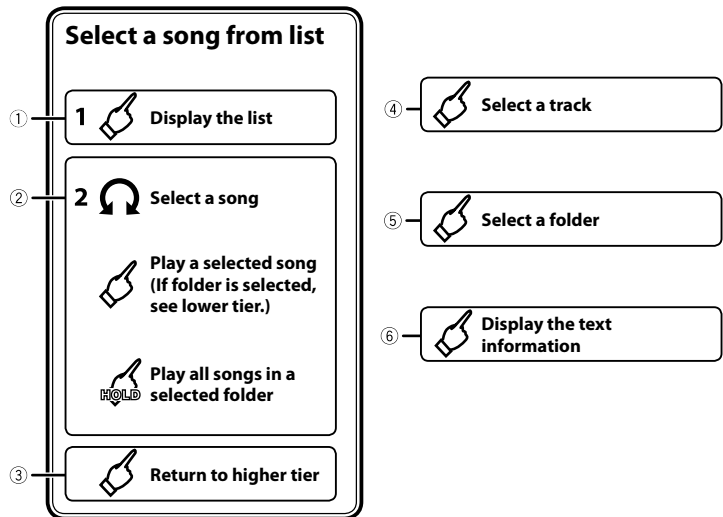 Select a song from list
① 1 Display the list
② 2 Select a song
Play a selected song
(If folder is selected,
see lower tier.)
HOLD
Play all songs in a
selected folder
③ Return to higher tier
④ Select a track
⑤ Select a folder
⑥ Display the text
information